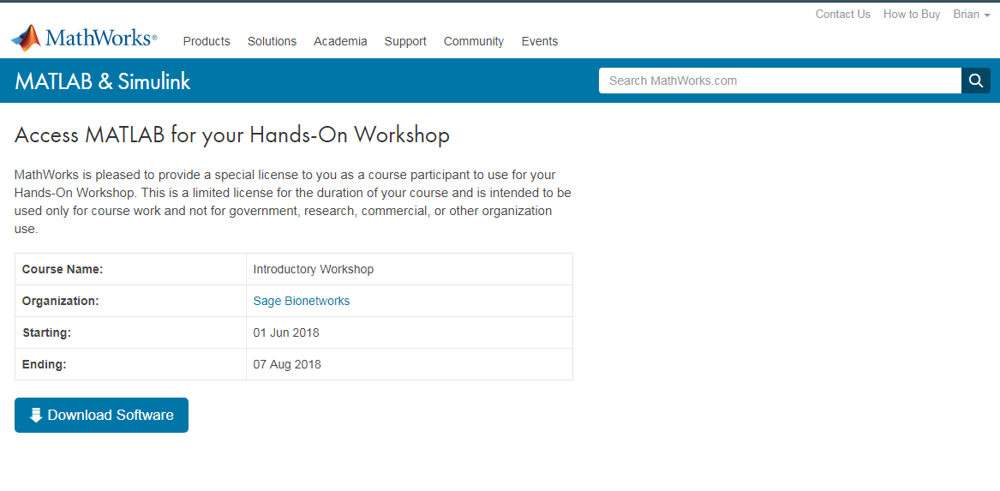 Contact Us How to Buy Brian
MathWorks®
Products Solutions Academia Support Community Events
MATLAB & Simulink
Search MathWorks.com
Access MATLAB for your Hands-On Workshop
MathWorks is pleased to provide a special license to you as a course participant to use for your
Hands-On Workshop. This is a limited license for the duration of your course and is intended to be
used only for course work and not for government, research, commercial, or other organization
use.
Course Name: Introductory Workshop
Organization: Sage Bionetworks
Starting: 01 Jun 2018
Ending: 07 Aug 2018
Download Software